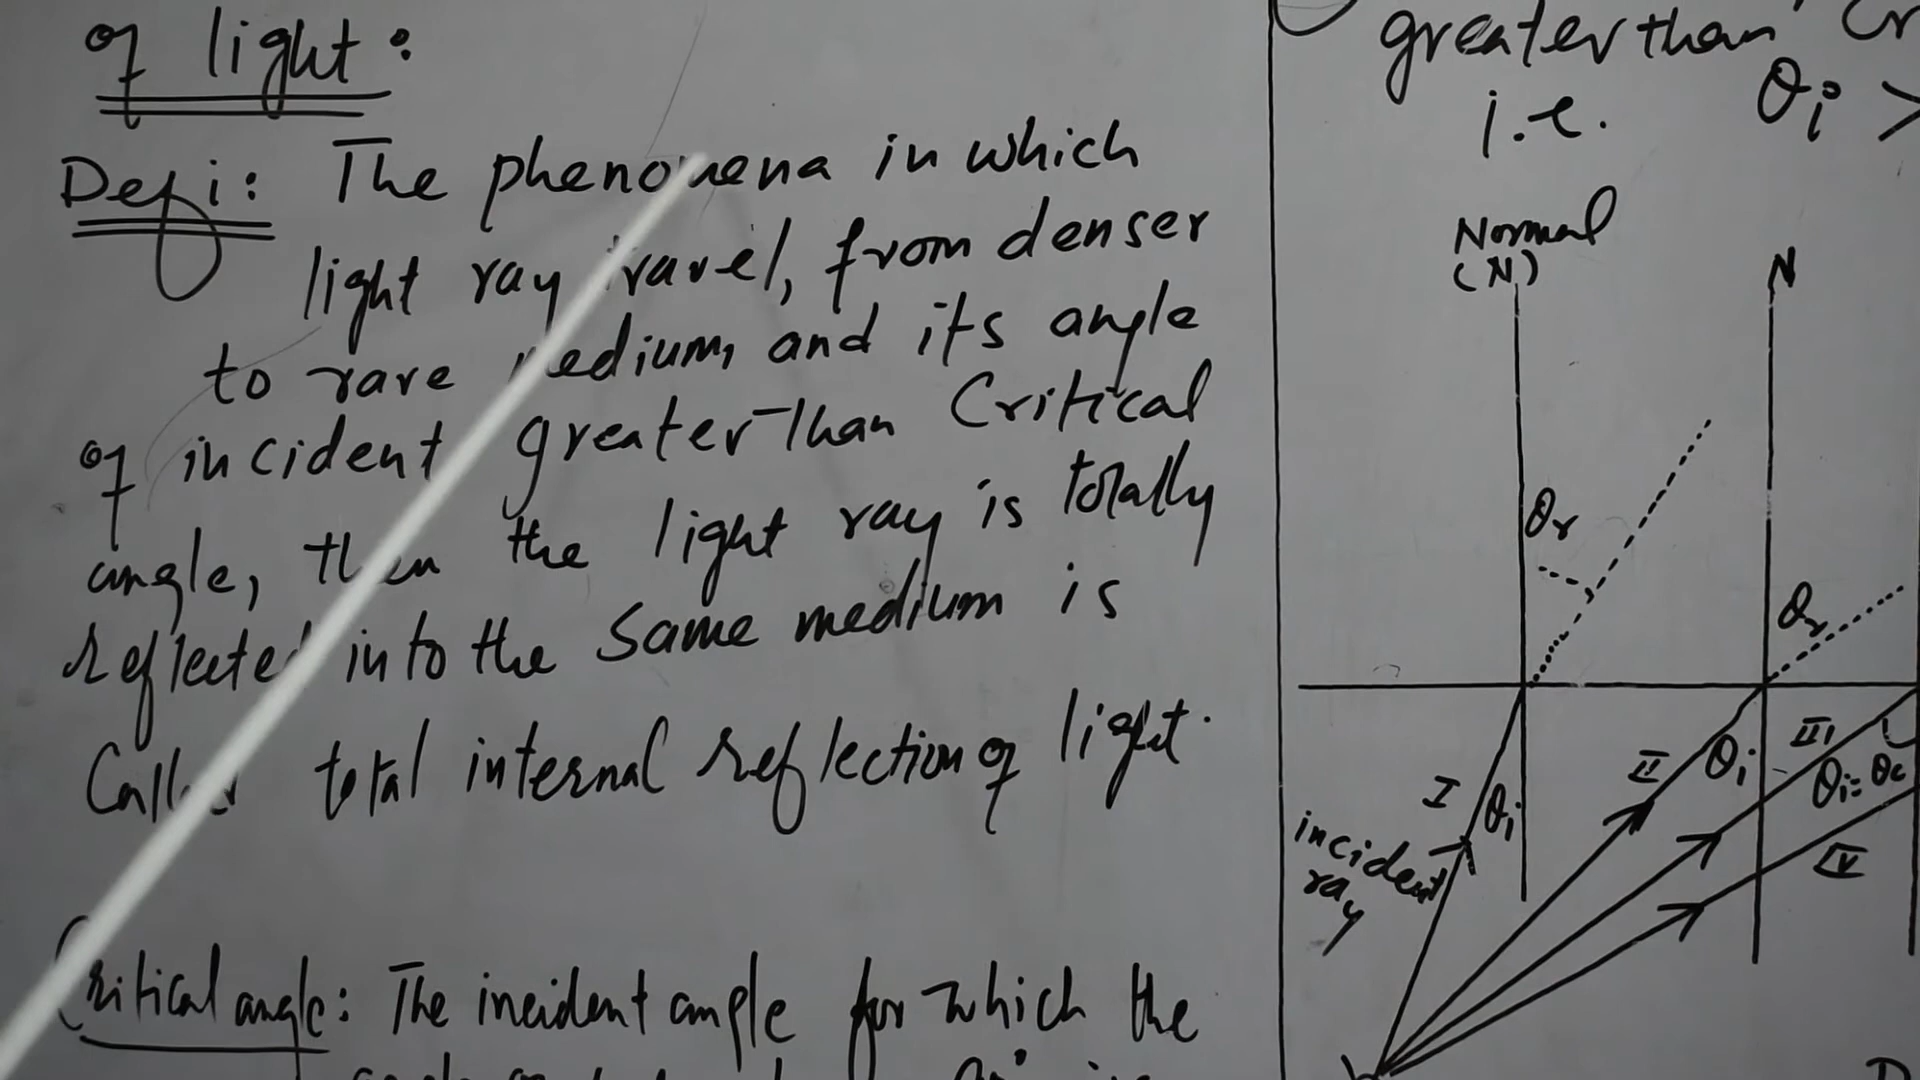 of light:
Defi: The phenomena in which
light ray travel, from denser
to rare medium, and its angle
of incident greater than Critical
angle, then the light ray is totally
reflected into the same medium is
Called total internal reflection of light.
Critical angle: The incident angle for which the
greater than
i.e. θi >
Normal
(N)
N
θr
θr
I
θi
II
θi
III
θi=θc
IV
incident
ray